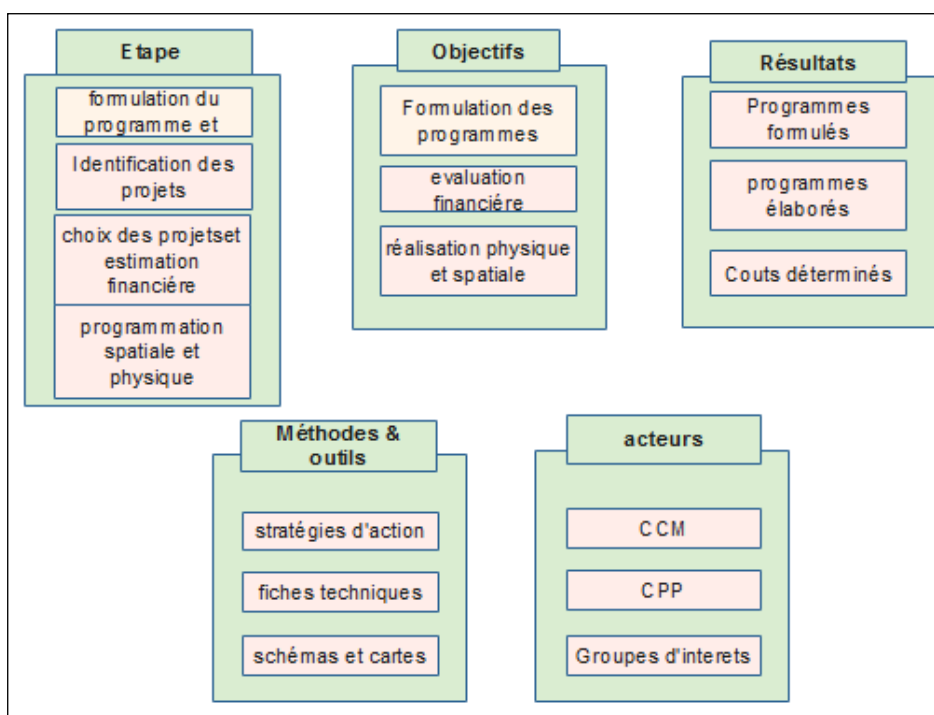 Etape
formulation du
programme et
Identification des
projets
choix des projetset
estimation
financiére
programmation
spatiale et
physique
Objectifs
Formulation des
programmes
evaluation
financiére
réalisation physique
et spatiale
Résultats
Programmes
formulés
programmes
élaborés
Couts déterminés
Méthodes &
outils
stratégies d'action
fiches techniques
schémas et cartes
acteurs
CCM
CPP
Groupes d'interets